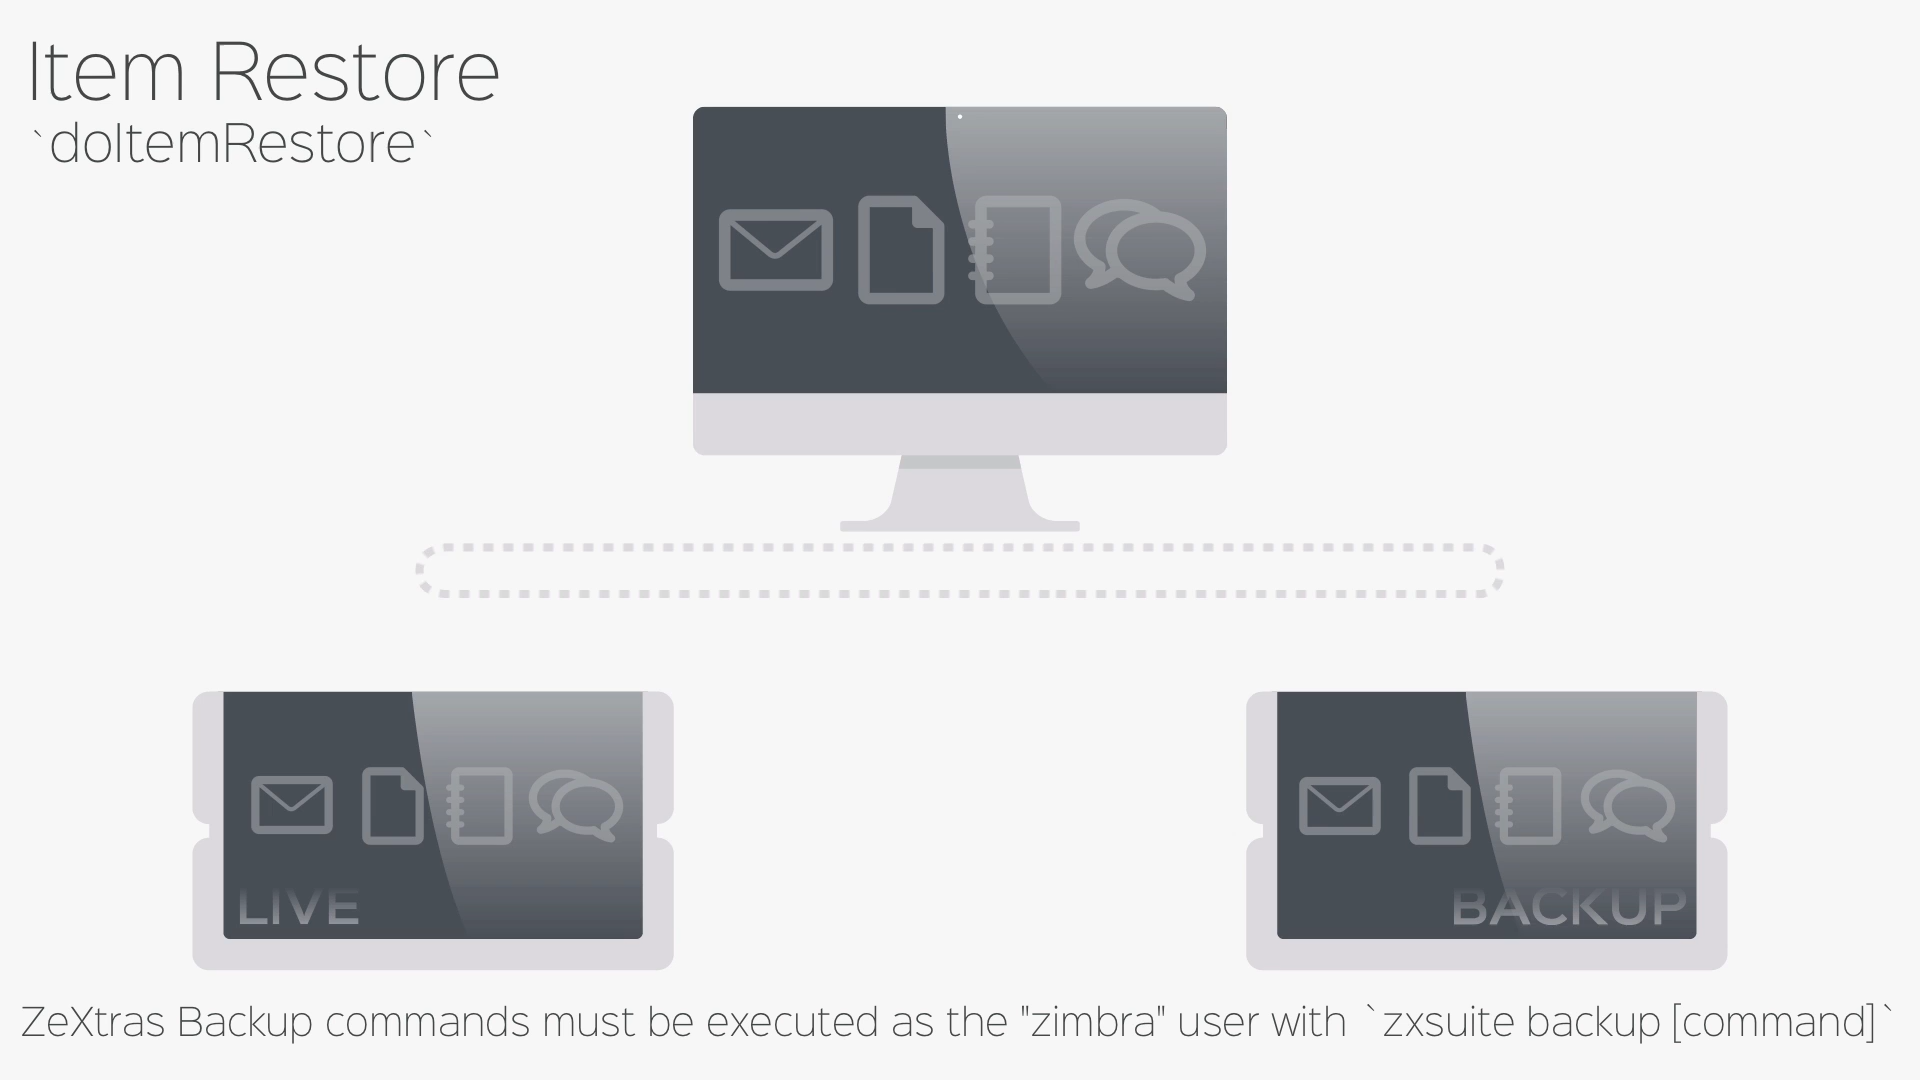 Item Restore
`doItemRestore`
LIVE
BACKUP
ZeXtras Backup commands must be executed as the "zimbra" user with `zxsuite backup [command]`